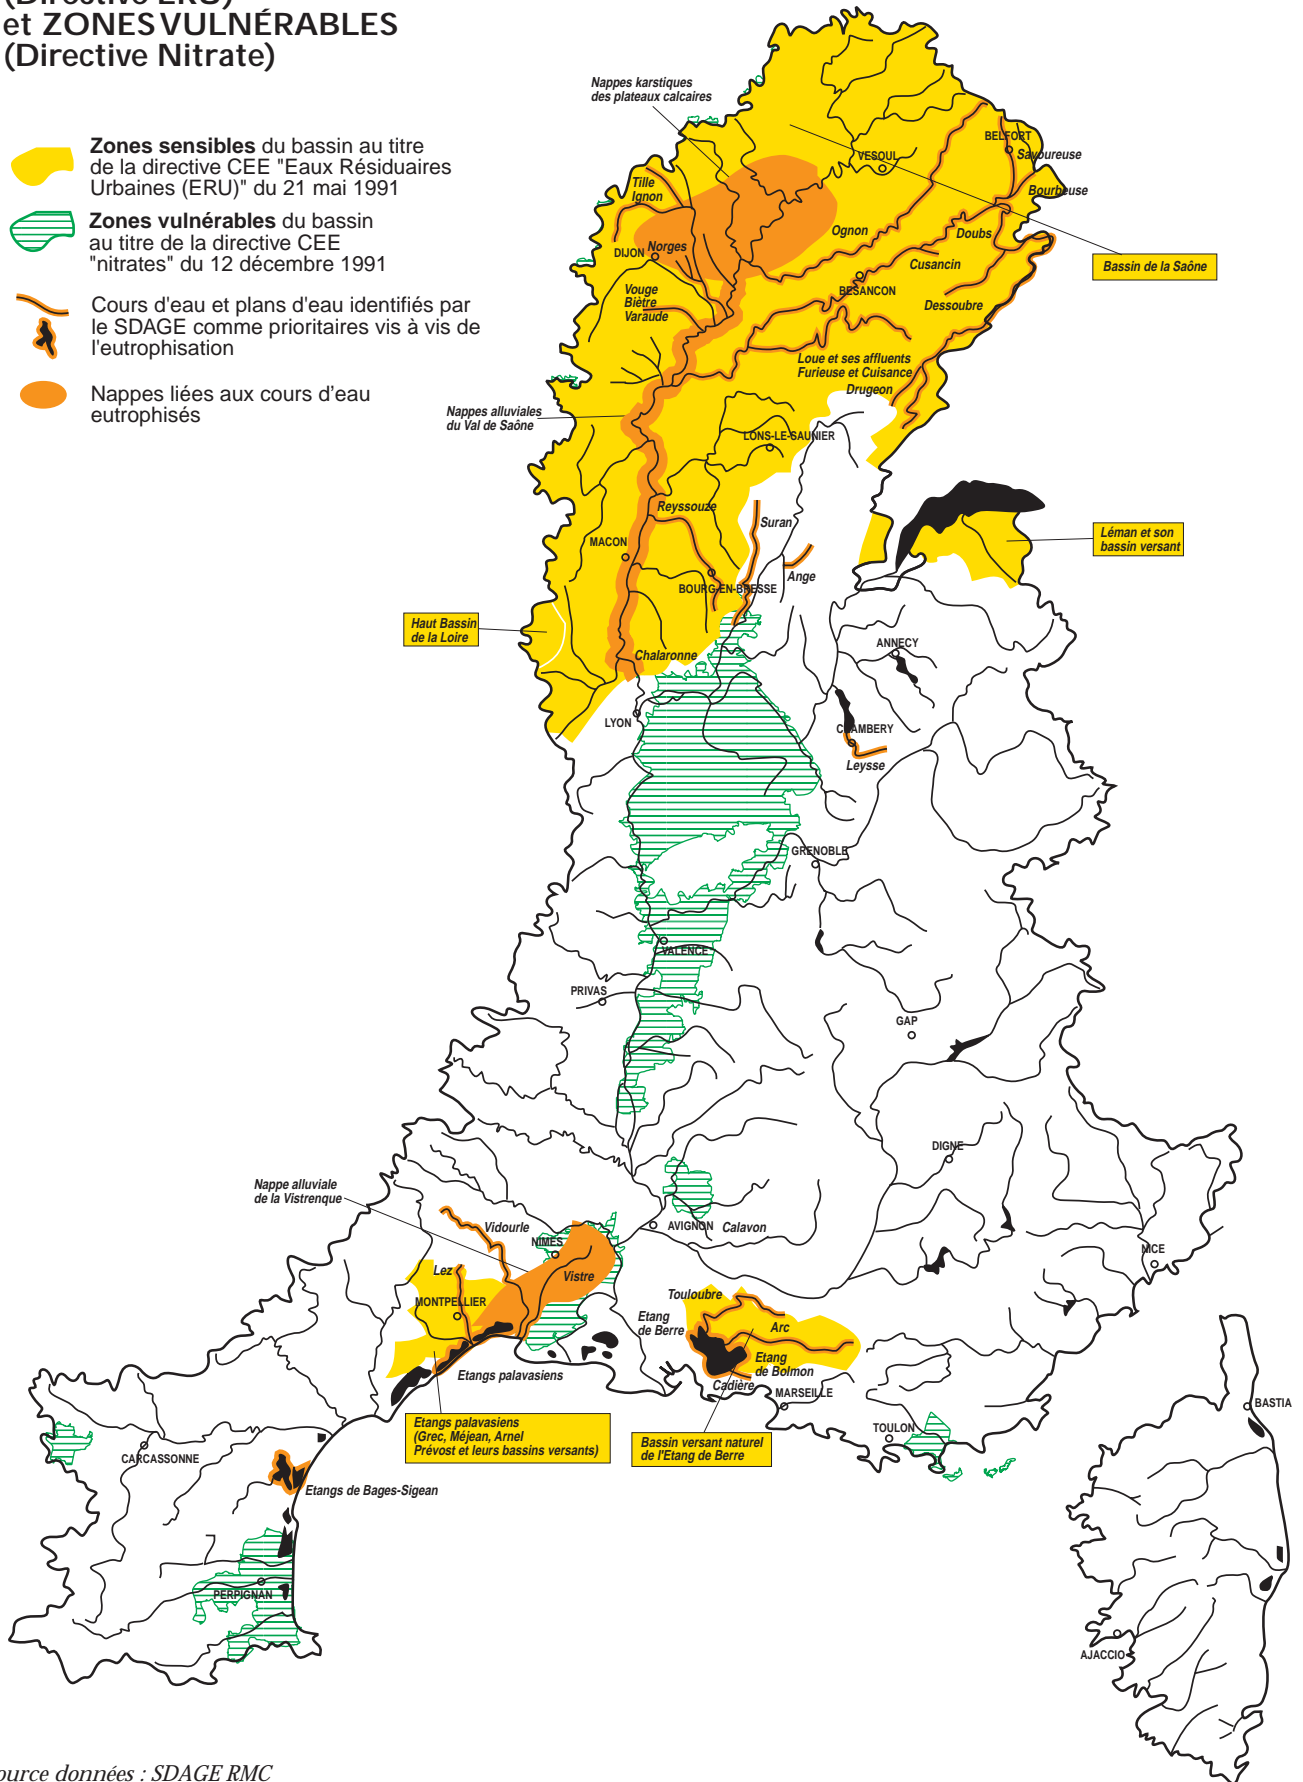 (Directive ERU)
et ZONES VULNÉRABLES
(Directive Nitrate)
Zones sensibles du bassin au titre
de la directive CEE "Eaux Résiduaires
Urbaines (ERU)" du 21 mai 1991
Zones vulnérables du bassin
au titre de la directive CEE
"nitrates" du 12 décembre 1991
Cours d'eau et plans d'eau identifiés par
le SDAGE comme prioritaires vis à vis de
l'eutrophisation
Nappes liées aux cours d'eau
eutrophisés
Nappes karstiques
des plateaux calcaires
BELFORT
Savoureuse
VESOUL
Bourbeuse
Tille
Ignon
Ognon
Doubs
Norges
DIJON
Cusancin
Bassin de la Saône
Vouge
Biètre
Varaude
BESANCON
Dessoubre
Loue et ses affluents
Furieuse et Cuisance
Drugeon
Nappes alluviales
du Val de Saône
LONS-LE-SAUNIER
Reyssouze
Suran
MACON
Léman et son
bassin versant
Ange
BOURG-EN-BRESSE
Haut Bassin
de la Loire
Chalaronne
ANNECY
LYON
CHAMBERY
Leysse
GRENOBLE
VALENCE
PRIVAS
GAP
DIGNE
Nappe alluviale
de la Vistrenque
Vidourle
AVIGNON
Calavon
NIMES
NICE
Lez
Vistre
MONTPELLIER
Touloubre
Etang
de Berre
Arc
Etang
de Bolmon
Etangs palavasiens
Cadière
MARSEILLE
BASTIA
Etangs palavasiens
(Grec, Méjean, Arnel
Prévost et leurs bassins versants)
TOULON
Bassin versant naturel
de l'Etang de Berre
CARCASSONNE
Etangs de Bages-Sigean
PERPIGNAN
AJACCIO
ource données : SDAGE RMC